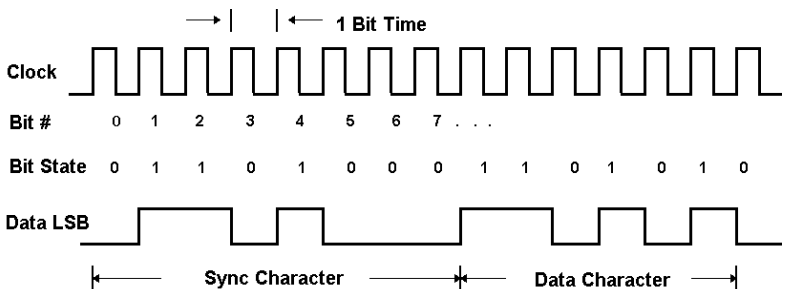 1 Bit Time
Clock
Bit # 0 1 2 3 4 5 6 7 . . .
Bit State 0 1 1 0 1 0 0 0 1 1 0 1 0 1 0
Data LSB
Sync Character Data Character